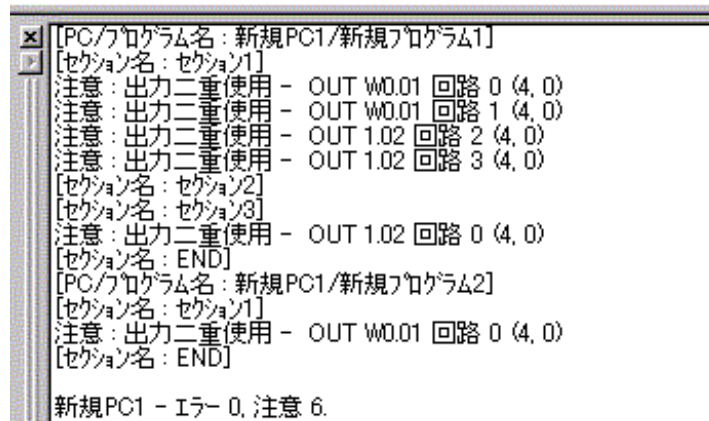 [PC/ﾌﾟﾛｸﾞﾗﾑ名 : 新規PC1/新規ﾌﾟﾛｸﾞﾗﾑ1]
[ｾｸｼｮﾝ名 : ｾｸｼｮﾝ1]
注意 : 出力二重使用 - OUT W0.01 回路 0 (4, 0)
注意 : 出力二重使用 - OUT W0.01 回路 1 (4, 0)
注意 : 出力二重使用 - OUT 1.02 回路 2 (4, 0)
注意 : 出力二重使用 - OUT 1.02 回路 3 (4, 0)
[ｾｸｼｮﾝ名 : ｾｸｼｮﾝ2]
[ｾｸｼｮﾝ名 : ｾｸｼｮﾝ3]
注意 : 出力二重使用 - OUT 1.02 回路 0 (4, 0)
[ｾｸｼｮﾝ名 : END]
[PC/ﾌﾟﾛｸﾞﾗﾑ名 : 新規PC1/新規ﾌﾟﾛｸﾞﾗﾑ2]
[ｾｸｼｮﾝ名 : ｾｸｼｮﾝ1]
注意 : 出力二重使用 - OUT W0.01 回路 0 (4, 0)
[ｾｸｼｮﾝ名 : END]
新規PC1 - ｴﾗｰ 0, 注意 6.